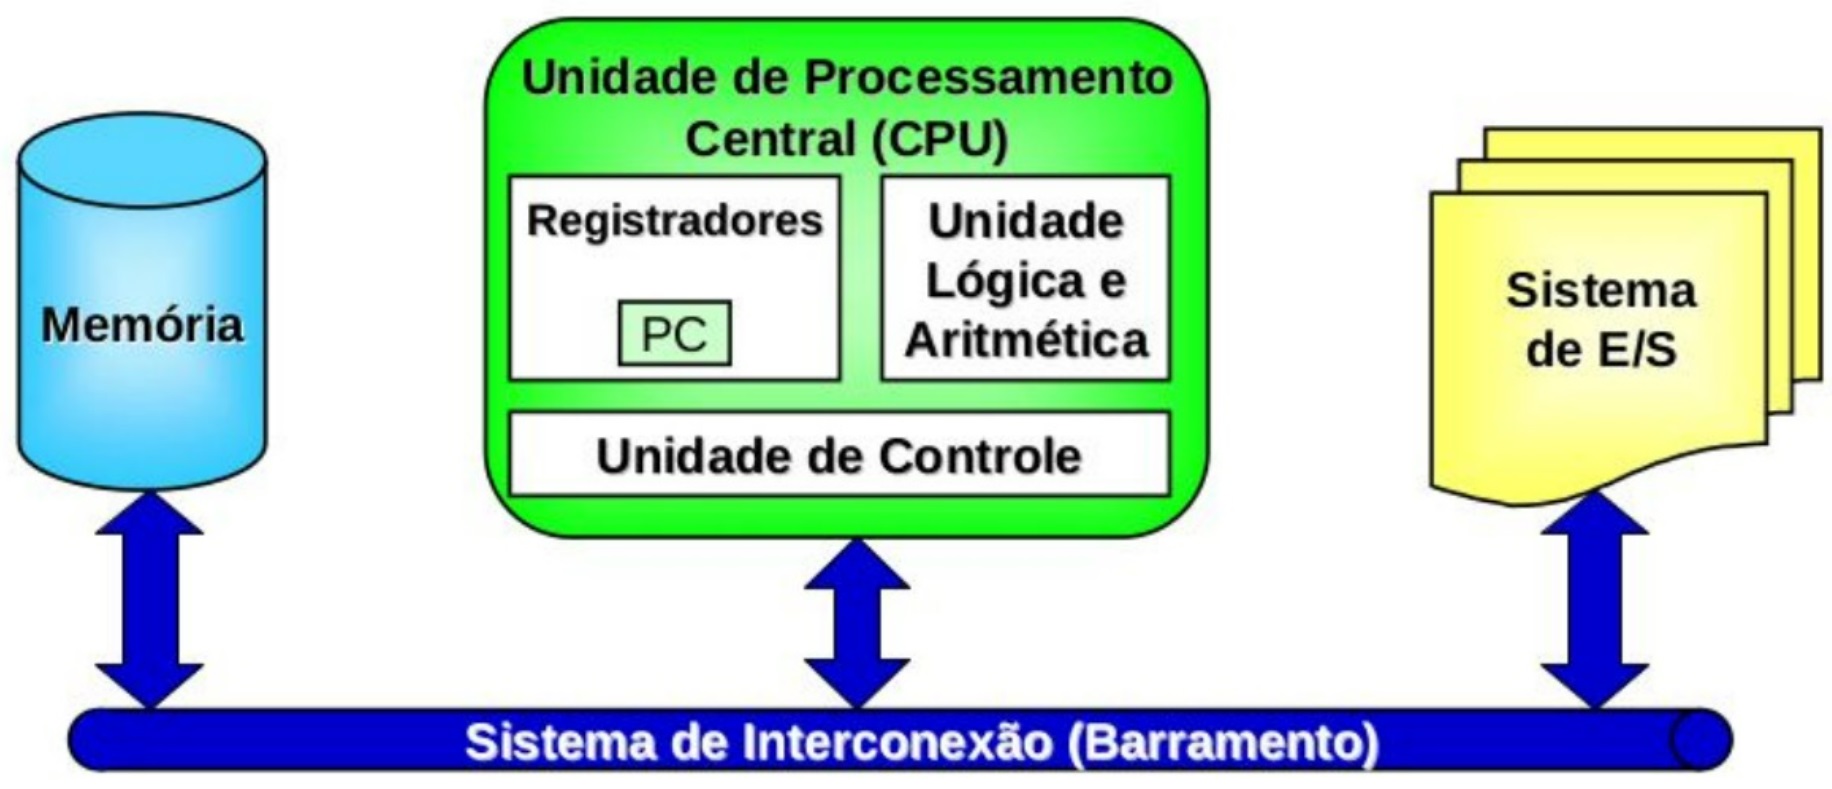 Unidade de Processamento
Central (CPU)
Registradores
PC
Unidade
Lógica e
Aritmética
Unidade de Controle
Memória
Sistema
de E/S
Sistema de Interconexão (Barramento)